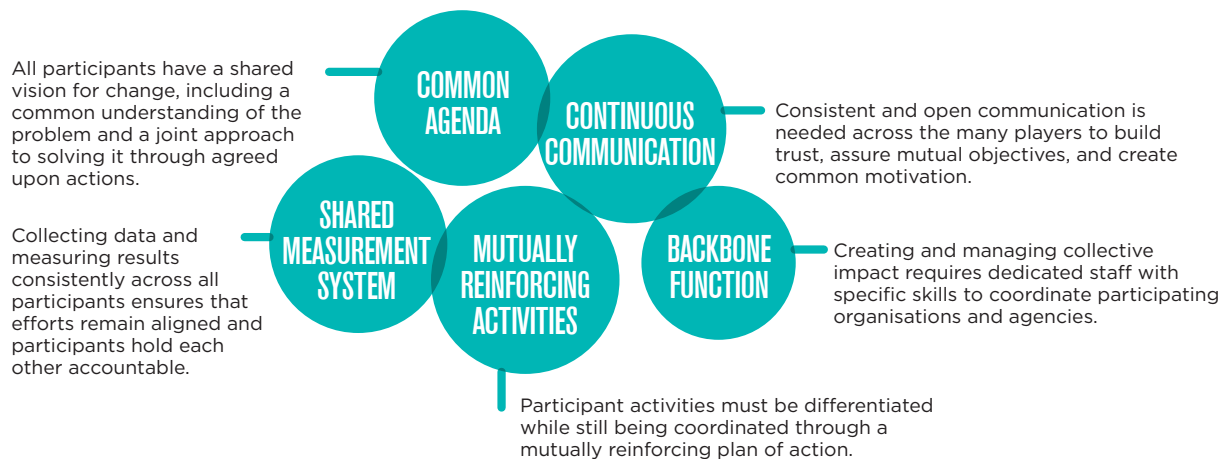 All participants have a shared
vision for change, including a
common understanding of the
problem and a joint approach
to solving it through agreed
upon actions.
COMMON
AGENDA
CONTINUOUS
COMMUNICATION
Consistent and open communication is
needed across the many players to build
trust, assure mutual objectives, and create
common motivation.
Collecting data and
measuring results
consistently across all
participants ensures that
efforts remain aligned and
participants hold each
other accountable.
SHARED
MEASUREMENT
SYSTEM
MUTUALLY
REINFORCING
ACTIVITIES
BACKBONE
FUNCTION
Creating and managing collective
impact requires dedicated staff with
specific skills to coordinate participating
organisations and agencies.
Participant activities must be differentiated
while still being coordinated through a
mutually reinforcing plan of action.